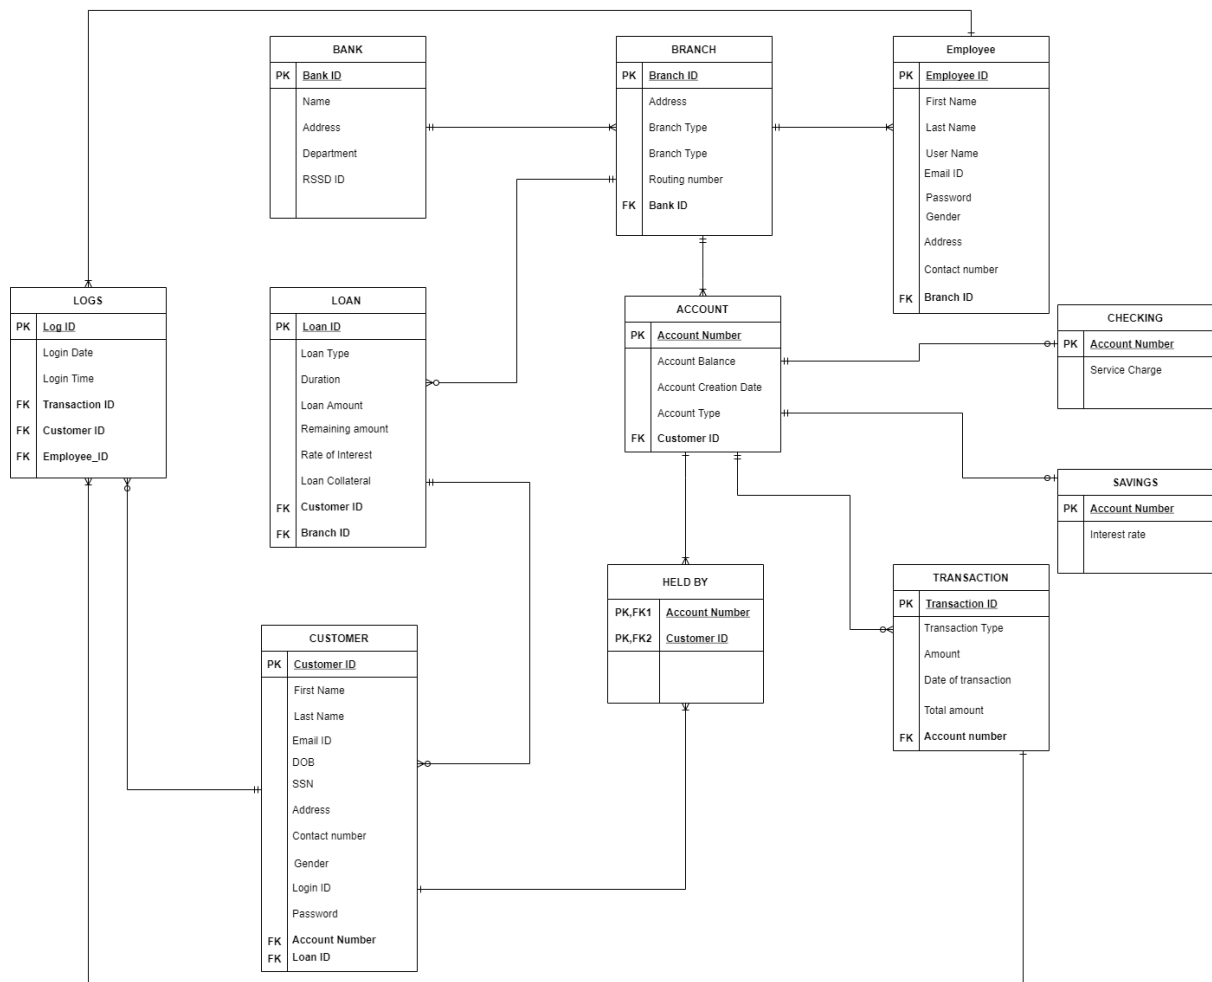 BANK
PK Bank ID
Name
Address
Department
RSSD ID
BRANCH
PK Branch ID
Address
Branch Type
Branch Type
Routing number
FK Bank ID
Employee
PK Employee ID
First Name
Last Name
User Name
Email ID
Password
Gender
Address
Contact number
FK Branch ID
LOGS
PK Log ID
Login Date
Login Time
FK Transaction ID
FK Customer ID
FK Employee_ID
LOAN
PK Loan ID
Loan Type
Duration
Loan Amount
Remaining amount
Rate of Interest
Loan Collateral
FK Customer ID
FK Branch ID
ACCOUNT
PK Account Number
Account Balance
Account Creation Date
Account Type
FK Customer ID
CHECKING
PK Account Number
Service Charge
SAVINGS
PK Account Number
Interest rate
HELD BY
PK,FK1 Account Number
PK,FK2 Customer ID
TRANSACTION
PK Transaction ID
Transaction Type
Amount
Date of transaction
Total amount
FK Account number
CUSTOMER
PK Customer ID
First Name
Last Name
Email ID
DOB
SSN
Address
Contact number
Gender
Login ID
Password
FK Account Number
FK Loan ID